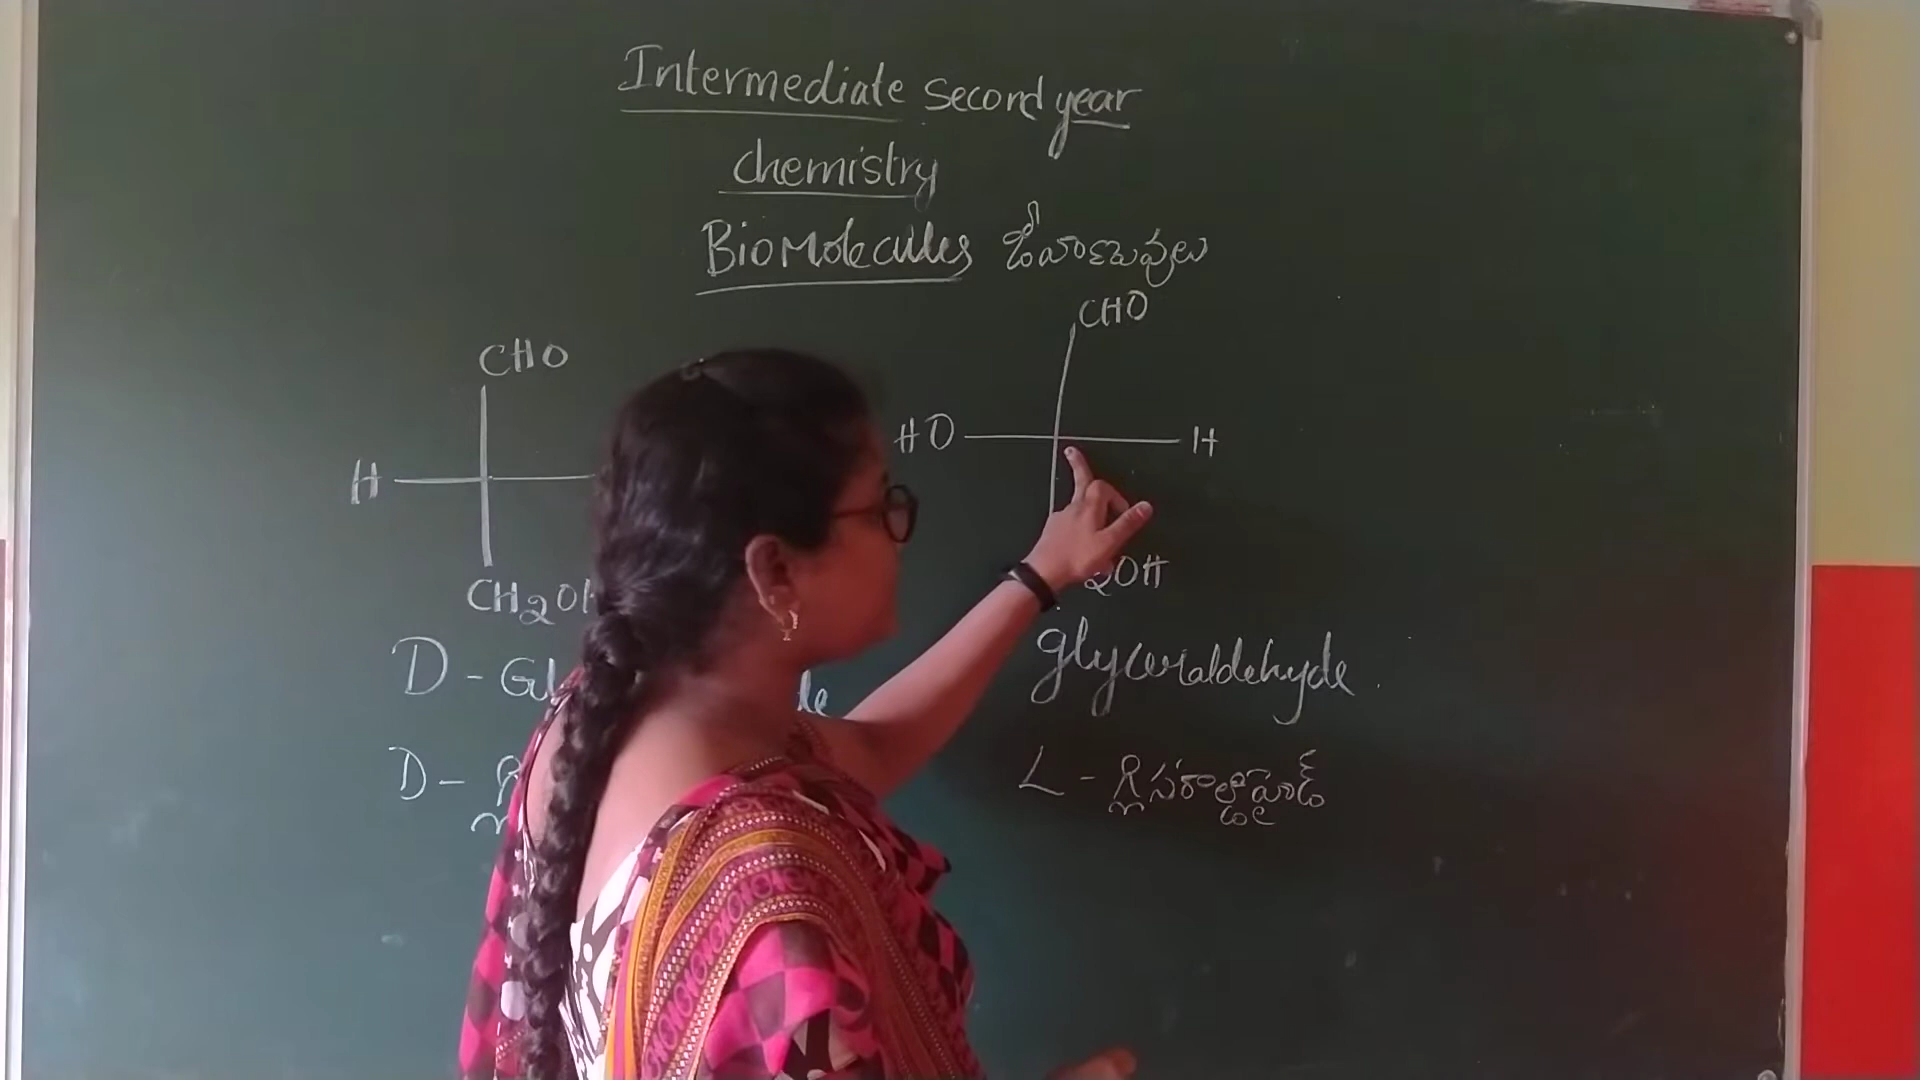 Intermediate Second year
chemistry
BioMolecules జీవాణువులు
CHO
H
CH2OH
D - Gl
D -
CHO
HO H
2OH
glyceraldehyde
L - గ్లిసరాల్డిహైడ్